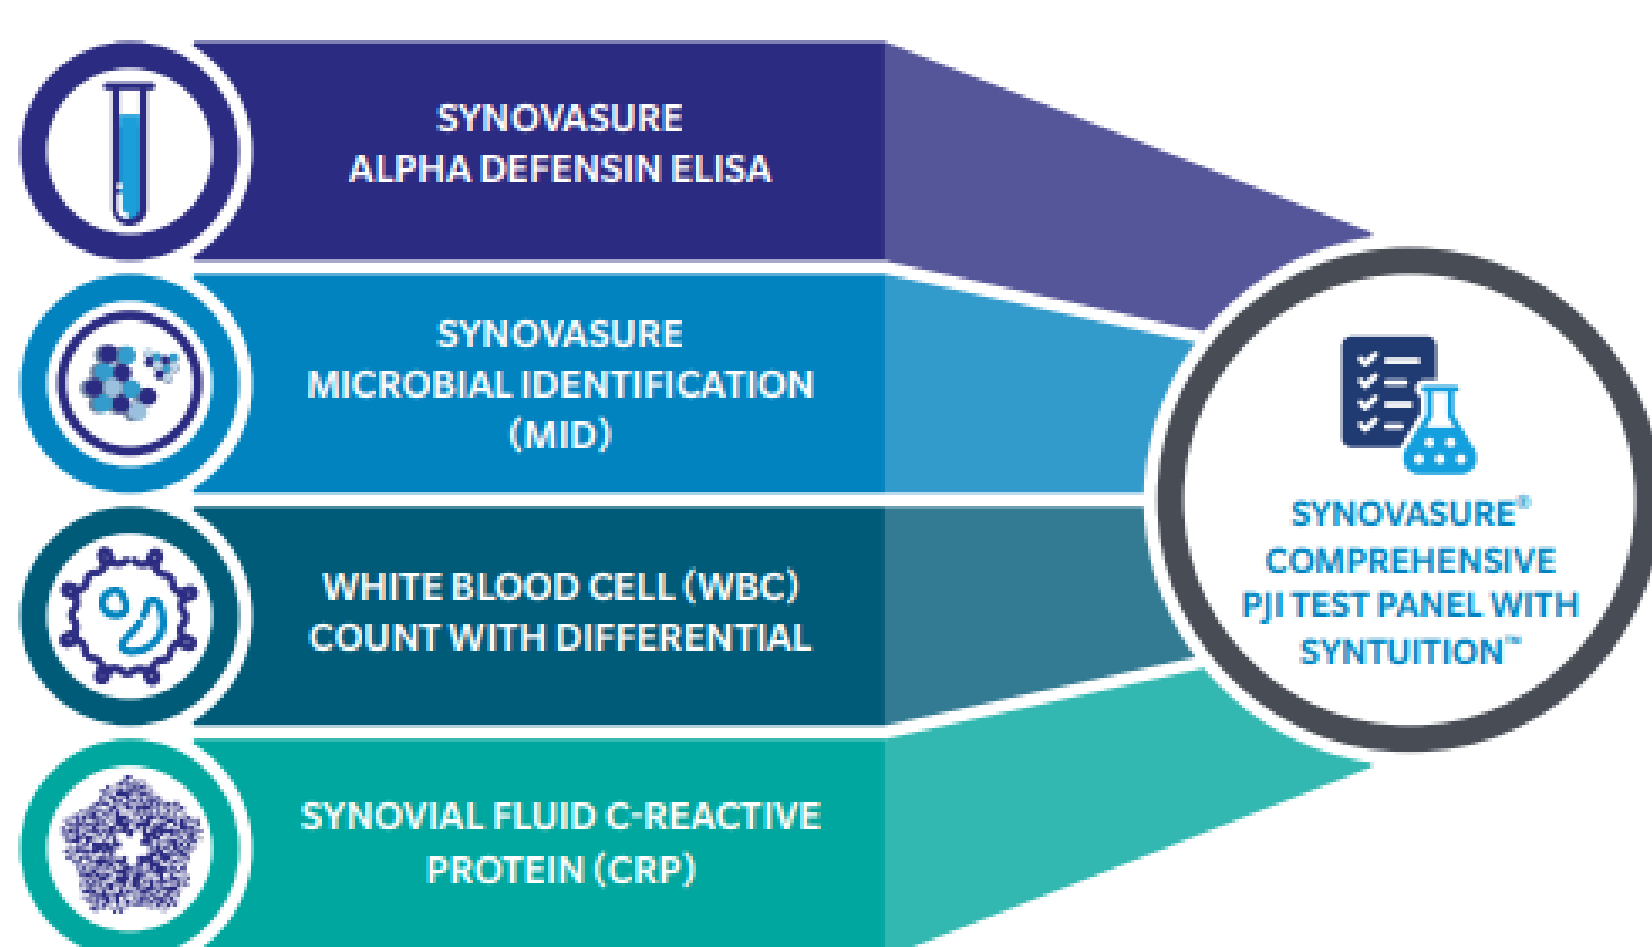 SYNOVASURE
ALPHA DEFENSIN ELISA
SYNOVASURE
MICROBIAL IDENTIFICATION
(MID)
WHITE BLOOD CELL (WBC)
COUNT WITH DIFFERENTIAL
SYNOVIAL FLUID C-REACTIVE
PROTEIN (CRP)
SYNOVASURE®
COMPREHENSIVE
PJI TEST PANEL WITH
SYNTUITION™